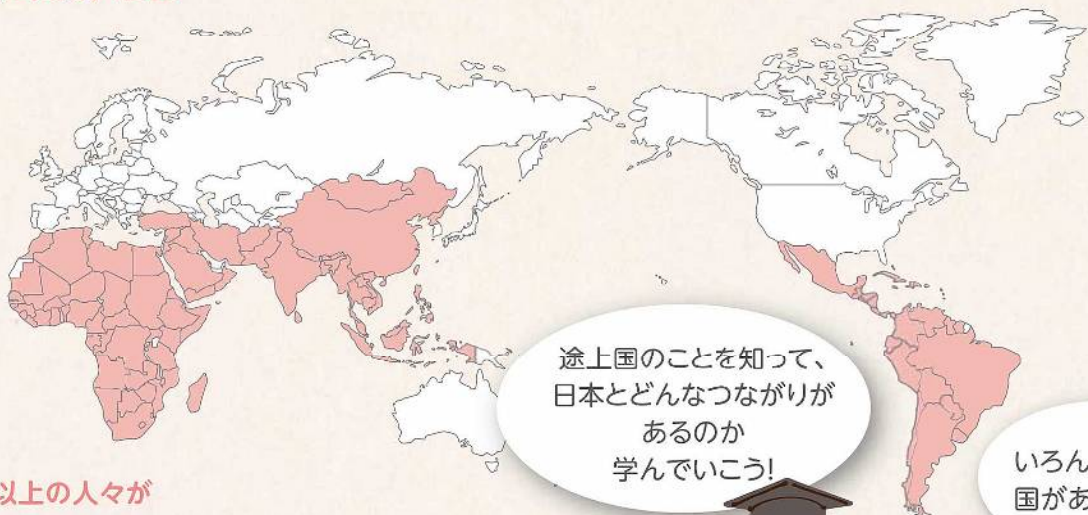 途上国のことを知って、
日本とどんなつながりが
あるのか
学んでいこう!
いろん
国があ
以上の人々が